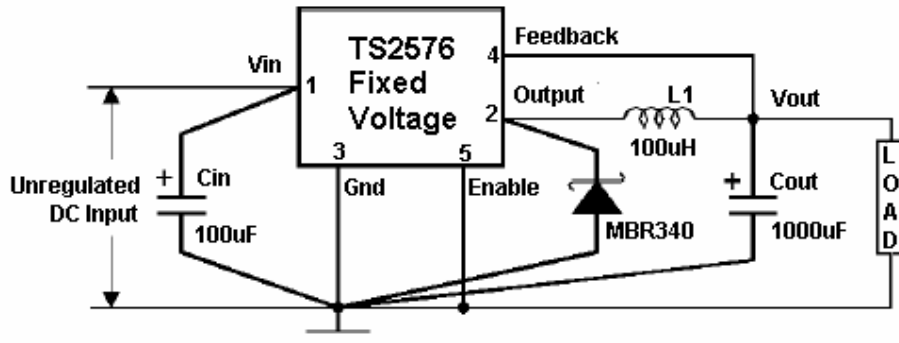 TS2576
Fixed
Voltage
Vin
1
4
Feedback
2
Output
L1
100uH
Vout
3
5
Gnd
Enable
Unregulated
DC Input
+
Cin
100uF
MBR340
+
Cout
1000uF
LOAD